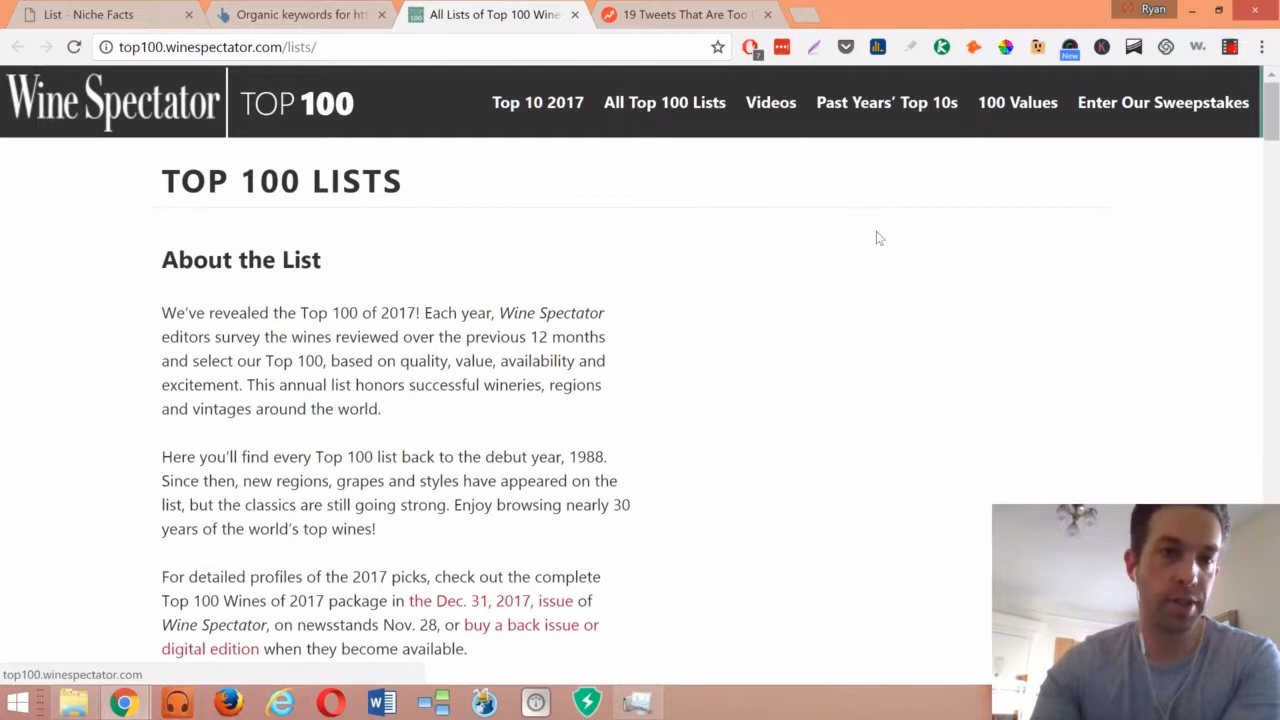 List - Niche Facts
Organic keywords for htt
All Lists of Top 100 Wine
19 Tweets That Are Too
Ryan
top100.winespectator.com/lists/
7
New
W.
Wine Spectator TOP 100
Top 10 2017 All Top 100 Lists Videos Past Years' Top 10s 100 Values Enter Our Sweepstakes
TOP 100 LISTS
About the List
We've revealed the Top 100 of 2017! Each year, Wine Spectator
editors survey the wines reviewed over the previous 12 months
and select our Top 100, based on quality, value, availability and
excitement. This annual list honors successful wineries, regions
and vintages around the world.
Here you'll find every Top 100 list back to the debut year, 1988.
Since then, new regions, grapes and styles have appeared on the
list, but the classics are still going strong. Enjoy browsing nearly 30
years of the world's top wines!
For detailed profiles of the 2017 picks, check out the complete
Top 100 Wines of 2017 package in the Dec. 31, 2017, issue of
Wine Spectator, on newsstands Nov. 28, or buy a back issue or
digital edition when they become available.
top100.winespectator.com